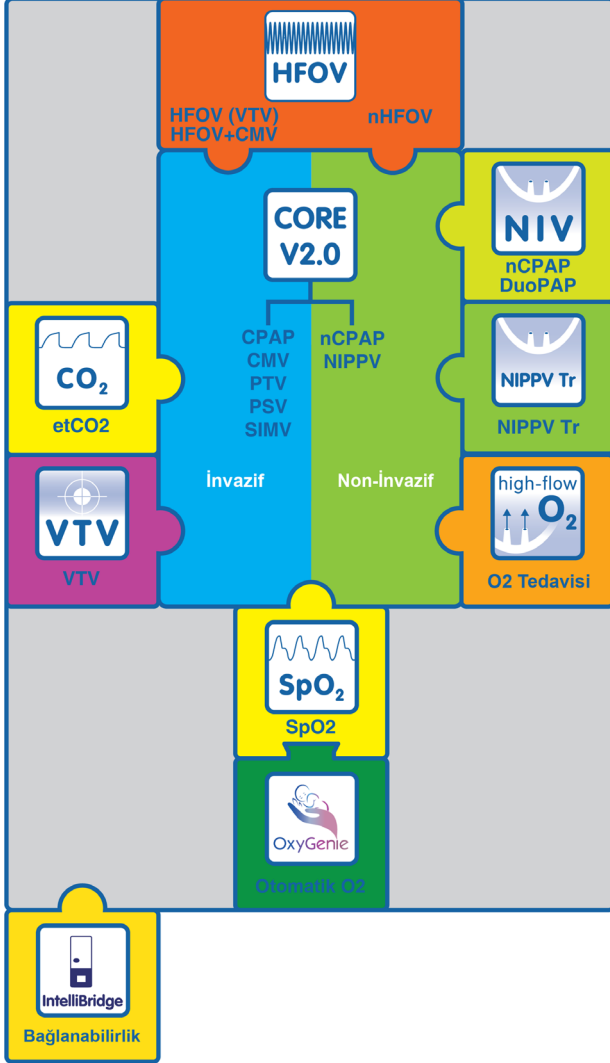 HFOV
HFOV (VTV)
HFOV+CMV
nHFOV
CORE
V2.0
CPAP
CMV
PTV
PSV
SIMV
nCPAP
NIPPV
İnvazif
Non-İnvazif
NIV
nCPAP
DuoPAP
NIPPV Tr
NIPPV Tr
high-flow
O2
O2 Tedavisi
CO2
etCO2
VTV
VTV
SpO2
SpO2
OxyGenie
Otomatik O2
IntelliBridge
Bağlanabilirlik